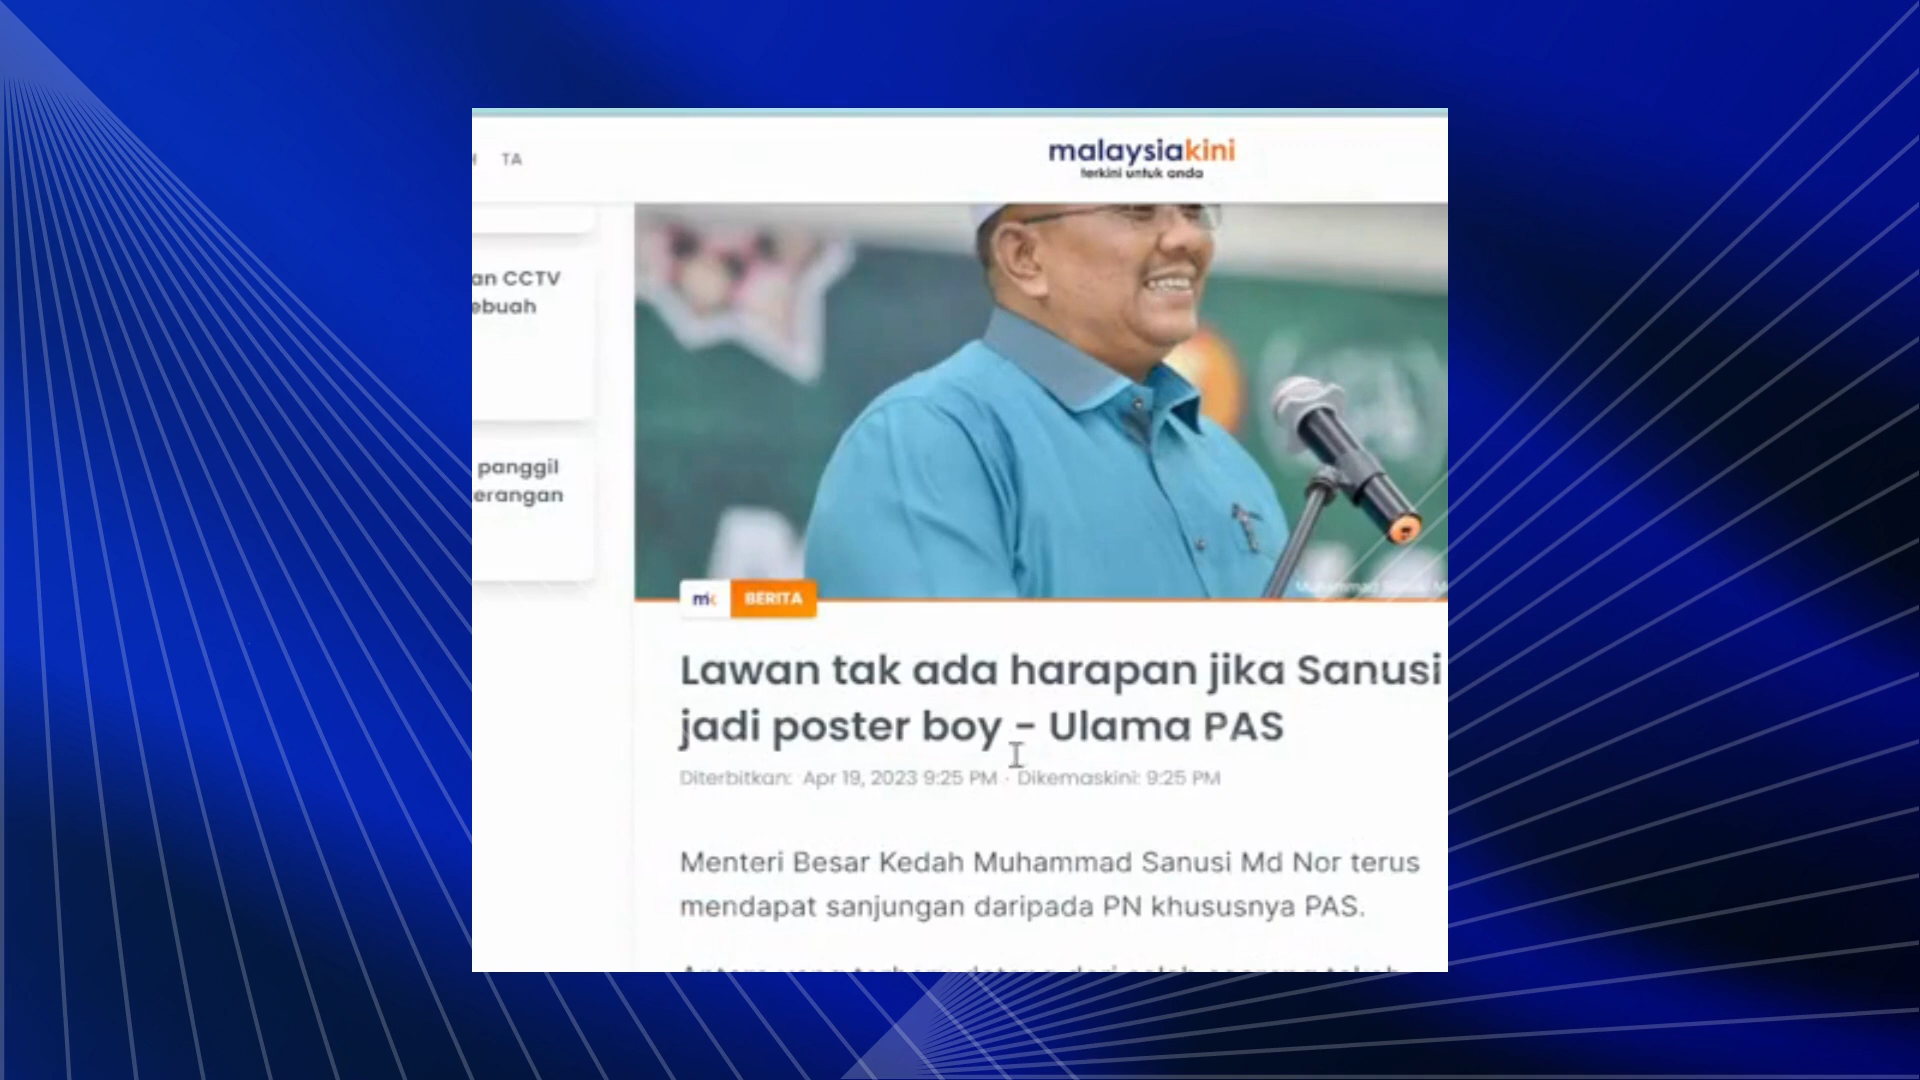 TA
malaysiakini
terkini untuk anda
an CCTV
ebuah
panggil
erangan
mk BERITA
Lawan tak ada harapan jika Sanusi
jadi poster boy - Ulama PAS
Diterbitkan: Apr 19, 2023 9:25 PM · Dikemaskini: 9:25 PM
Menteri Besar Kedah Muhammad Sanusi Md Nor terus
mendapat sanjungan daripada PN khususnya PAS.